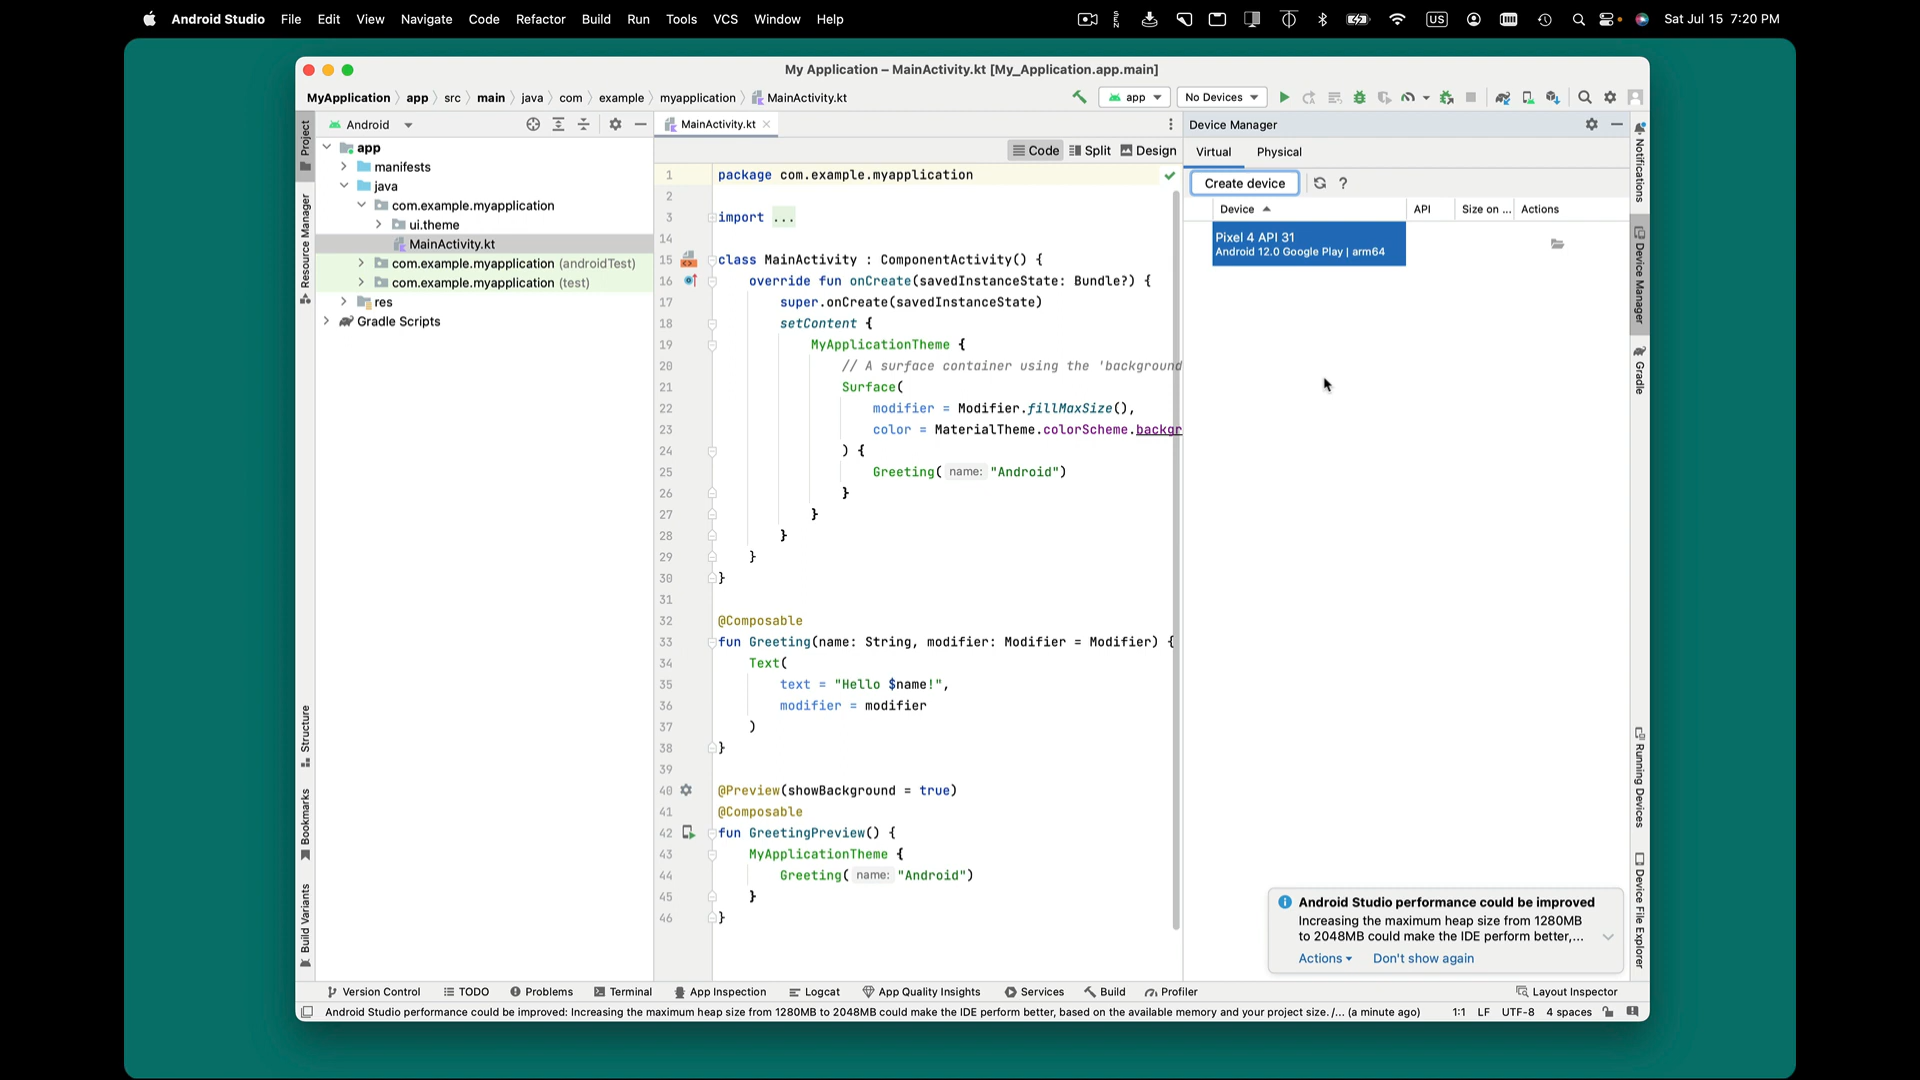 Android Studio File Edit View Navigate Code Refactor Build Run Tools VCS Window Help US Sat Jul 15 7:20 PM
My Application – MainActivity.kt [My_Application.app.main]
MyApplication app src main java com example myapplication MainActivity.kt app No Devices
Project
Resource Manager
Structure
Bookmarks
Build Variants
Android
app
manifests
java
com.example.myapplication
ui.theme
MainActivity.kt
com.example.myapplication (androidTest)
com.example.myapplication (test)
res
Gradle Scripts
MainActivity.kt
Code Split Design
1 package com.example.myapplication
2
3 import ...
14
15 class MainActivity : ComponentActivity() {
16 override fun onCreate(savedInstanceState: Bundle?) {
17 super.onCreate(savedInstanceState)
18 setContent {
19 MyApplicationTheme {
20 // A surface container using the 'background
21 Surface(
22 modifier = Modifier.fillMaxSize(),
23 color = MaterialTheme.colorScheme.backgr
24 ) {
25 Greeting( name: "Android")
26 }
27 }
28 }
29 }
30 }
31
32 @Composable
33 fun Greeting(name: String, modifier: Modifier = Modifier) {
34 Text(
35 text = "Hello $name!",
36 modifier = modifier
37 )
38 }
39
40 @Preview(showBackground = true)
41 @Composable
42 fun GreetingPreview() {
43 MyApplicationTheme {
44 Greeting( name: "Android")
45 }
46 }
Device Manager
Virtual Physical
Create device ?
Device API Size on ... Actions
Pixel 4 API 31
Android 12.0 Google Play | arm64
Android Studio performance could be improved
Increasing the maximum heap size from 1280MB
to 2048MB could make the IDE perform better,...
Actions Don't show again
Notifications
Device Manager
Gradle
Running Devices
Device File Explorer
Version Control TODO Problems Terminal App Inspection Logcat App Quality Insights Services Build Profiler Layout Inspector
Android Studio performance could be improved: Increasing the maximum heap size from 1280MB to 2048MB could make the IDE perform better, based on the available memory and your project size. /... (a minute ago) 1:1 LF UTF-8 4 spaces